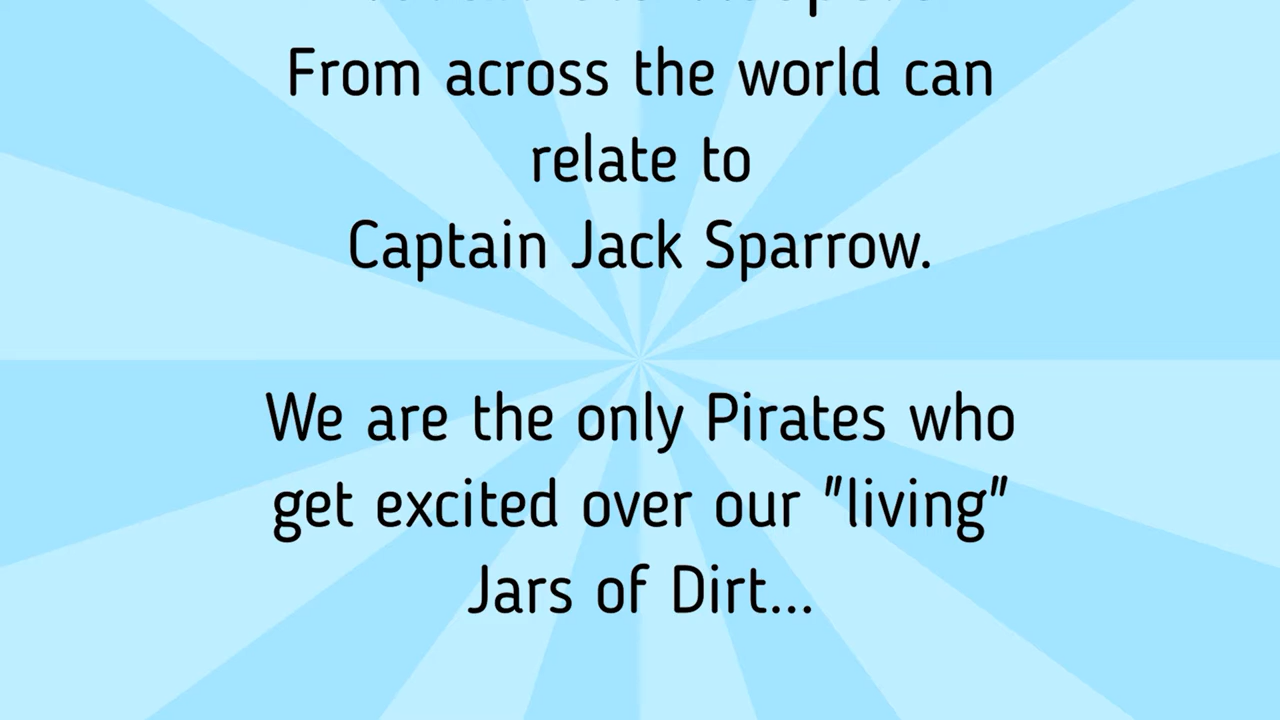 From across the world can
relate to
Captain Jack Sparrow.
We are the only Pirates who
get excited over our "living"
Jars of Dirt...